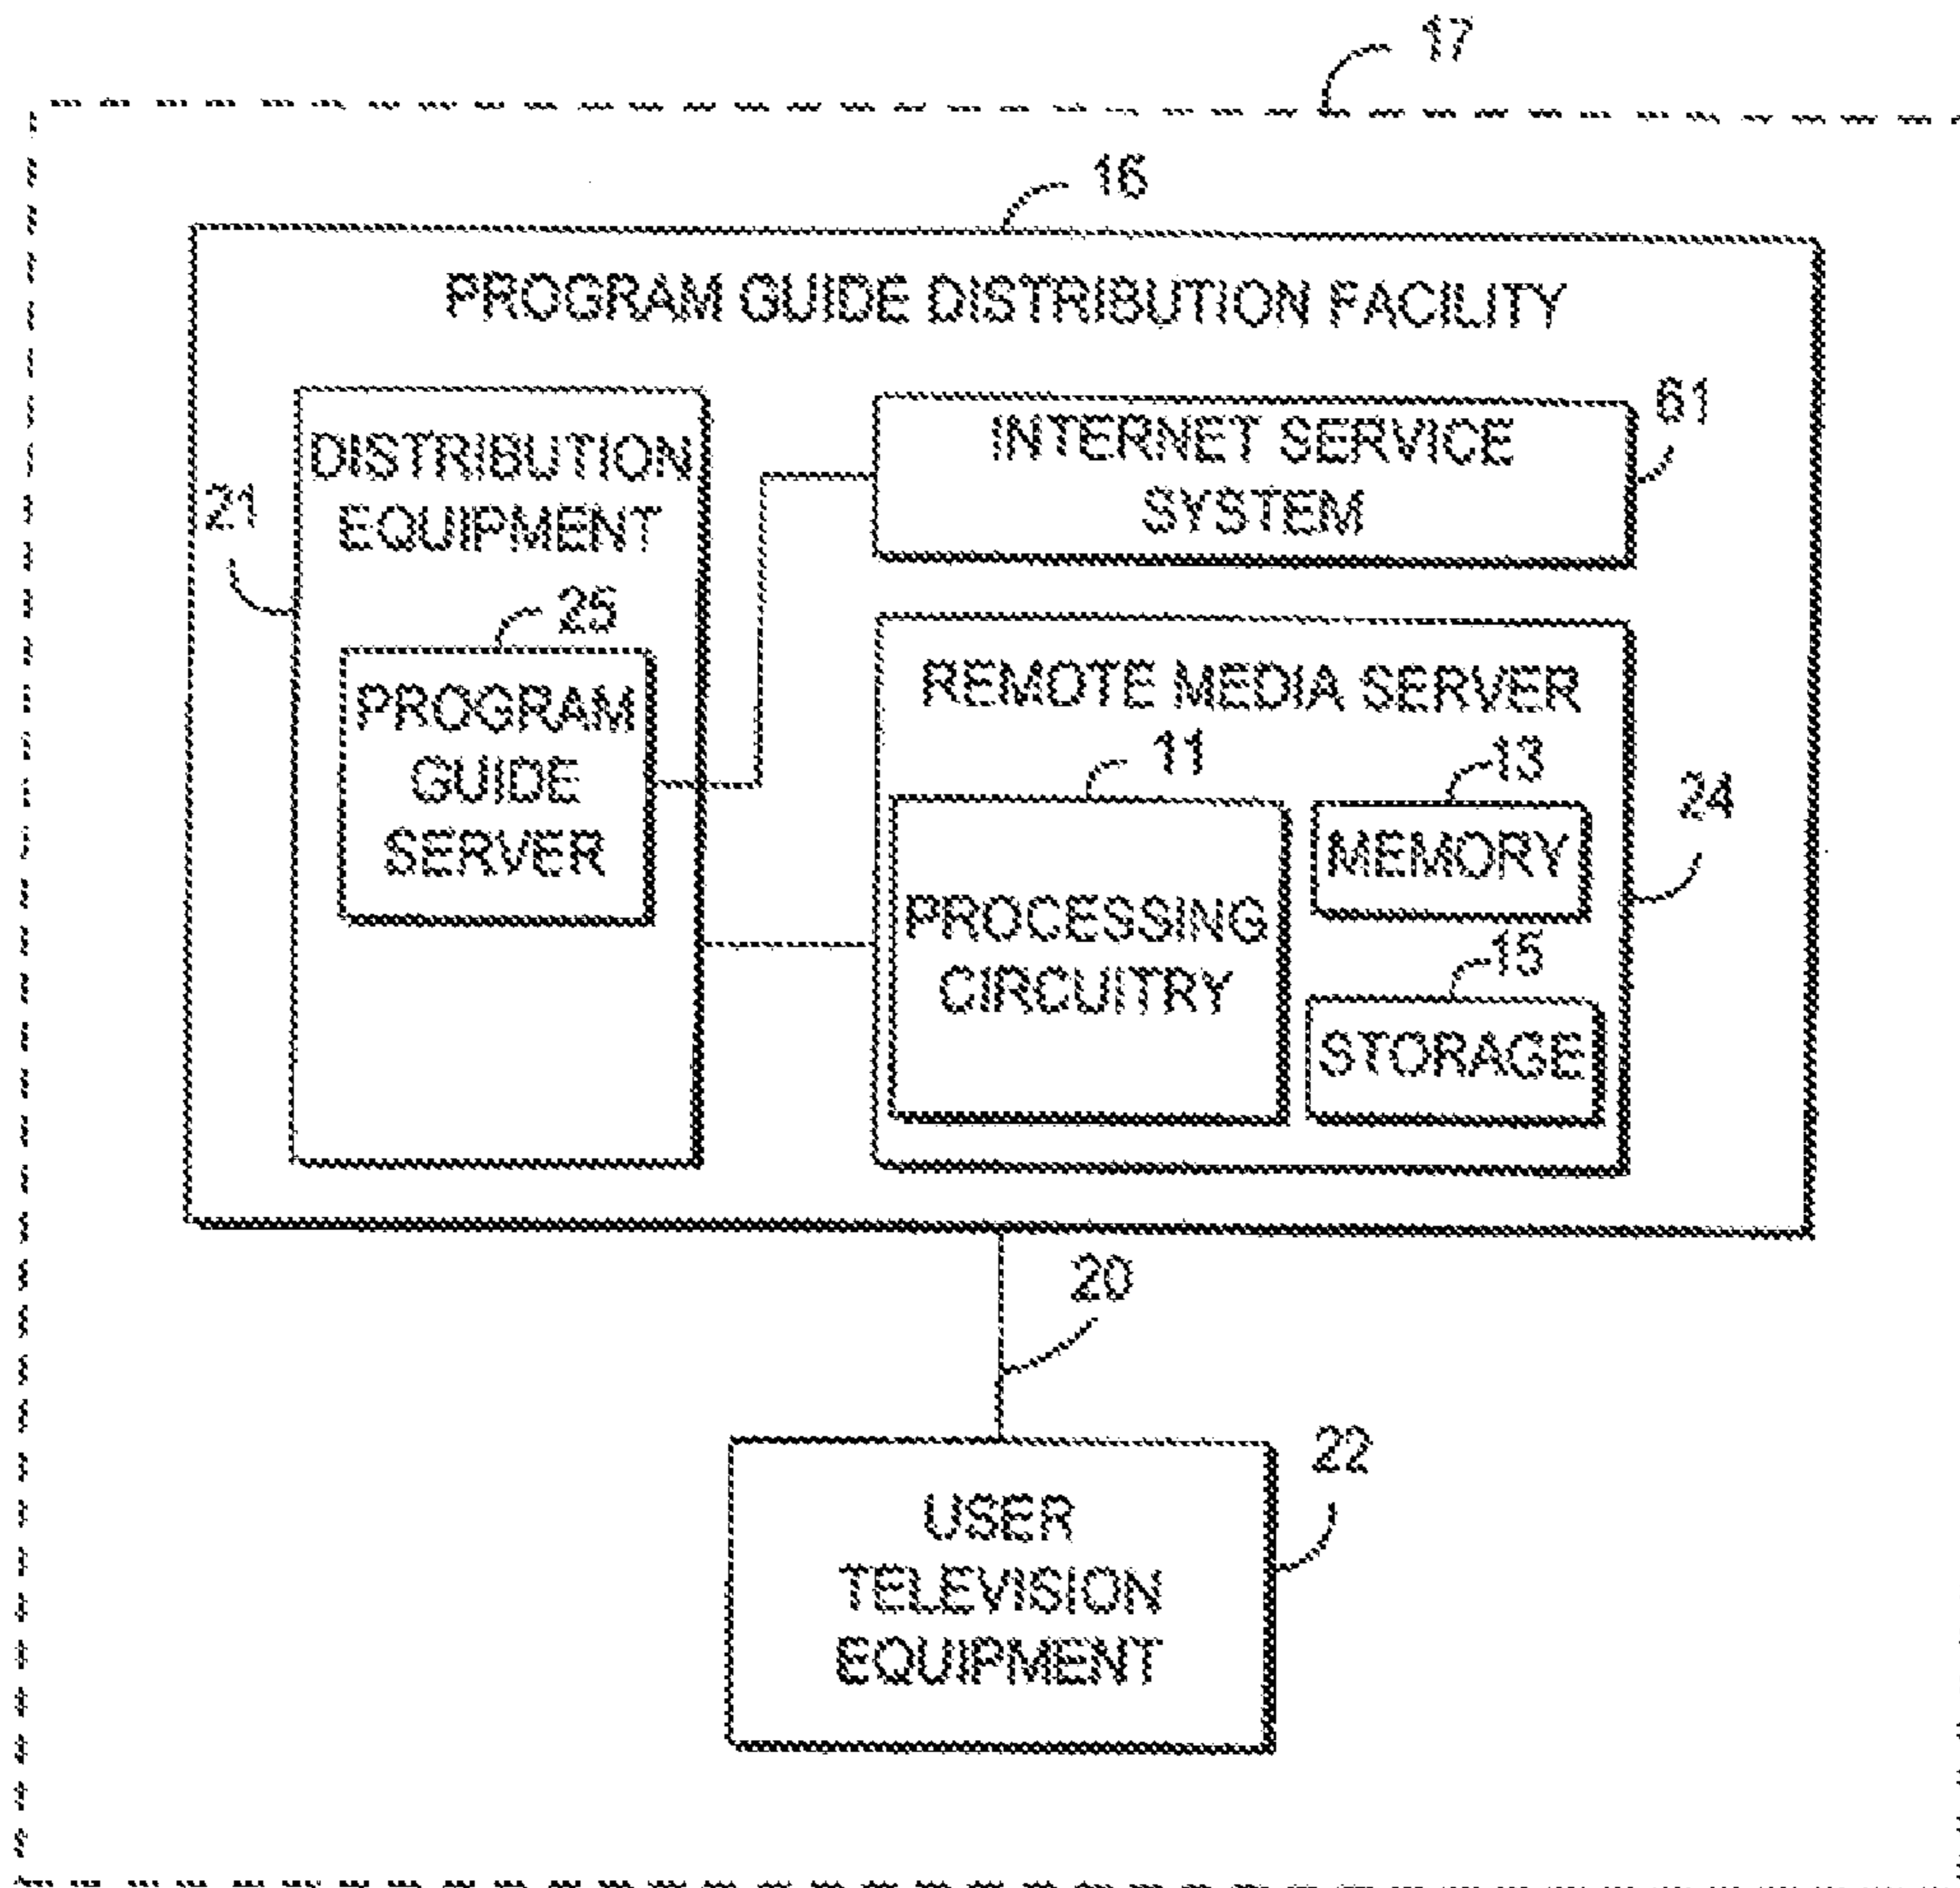 17
16
PROGRAM GUIDE DISTRIBUTION FACILITY
61
INTERNET SERVICE
SYSTEM
21
DISTRIBUTION
EQUIPMENT
25
PROGRAM
GUIDE
SERVER
REMOTE MEDIA SERVER
11
13
24
MEMORY
PROCESSING
CIRCUITRY
15
STORAGE
20
22
USER
TELEVISION
EQUIPMENT